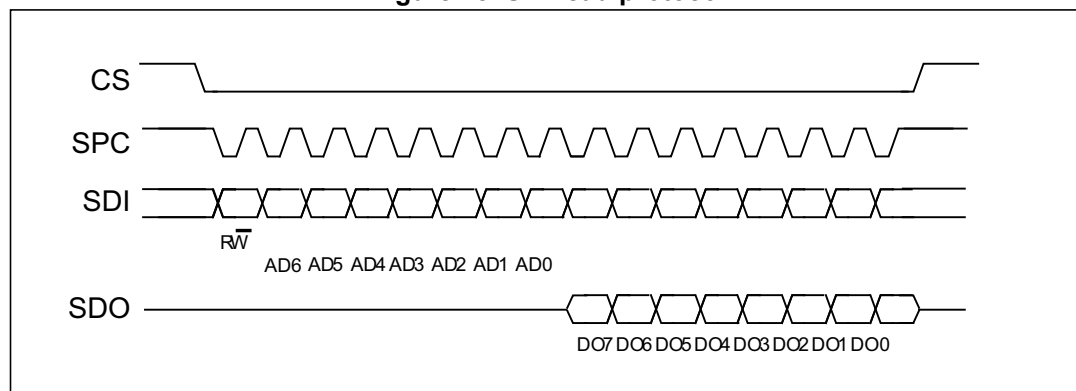 CS
SPC
SDI
RW
AD6 AD5 AD4 AD3 AD2 AD1 AD0
SDO
DO7 DO6 DO5 DO4 DO3 DO2 DO1 DO0